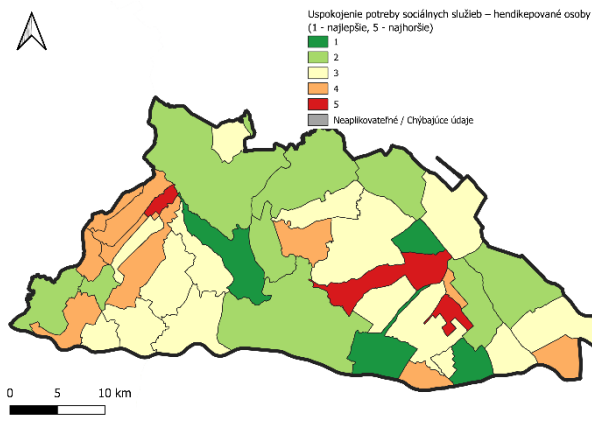 Uspokojenie potreby sociálnych služieb – hendikepované osoby
(1 - najlepšie, 5 - najhoršie)
1
2
3
4
5
Neaplikovateľné / Chýbajúce údaje
0 5 10 km